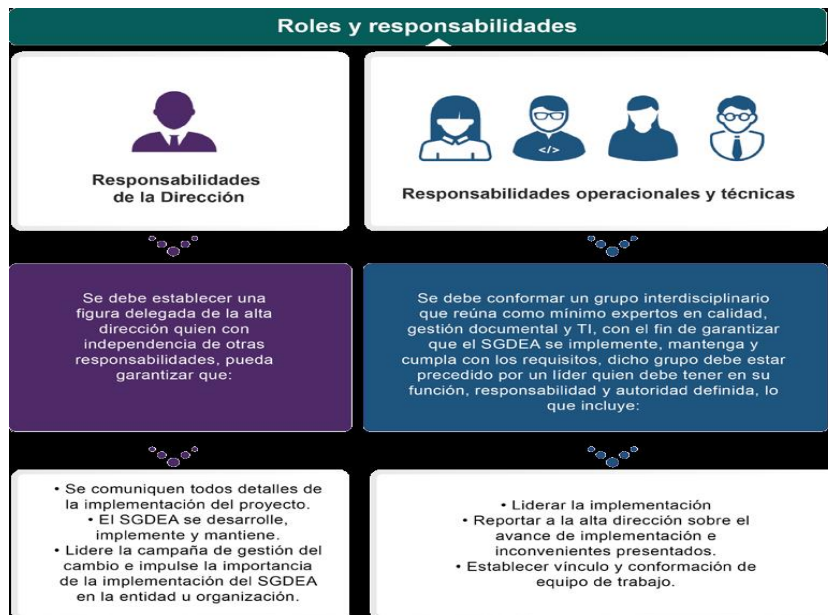 Roles y responsabilidades
Responsabilidades
de la Dirección
Responsabilidades operacionales y técnicas
</>
Se debe establecer una
figura delegada de la alta
dirección quien con
independencia de otras
responsabilidades, pueda
garantizar que:
Se debe conformar un grupo interdisciplinario
que reúna como mínimo expertos en calidad,
gestión documental y TI, con el fin de garantizar
que el SGDEA se implemente, mantenga y
cumpla con los requisitos, dicho grupo debe estar
precedido por un líder quien debe tener en su
función, responsabilidad y autoridad definida, lo
que incluye:
• Se comuniquen todos detalles de
la implementación del proyecto.
• El SGDEA se desarrolle,
implemente y mantiene.
• Lidere la campaña de gestión del
cambio e impulse la importancia
de la implementación del SGDEA
en la entidad u organización.
• Liderar la implementación
• Reportar a la alta dirección sobre el
avance de implementación e
inconvenientes presentados.
• Establecer vínculo y conformación de
equipo de trabajo.